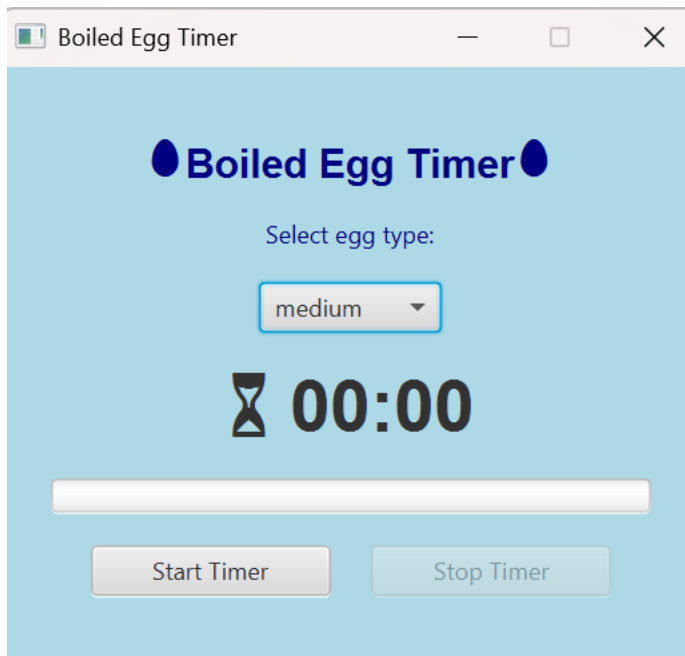 Boiled Egg Timer
Boiled Egg Timer
Select egg type:
medium
00:00
Start Timer Stop Timer